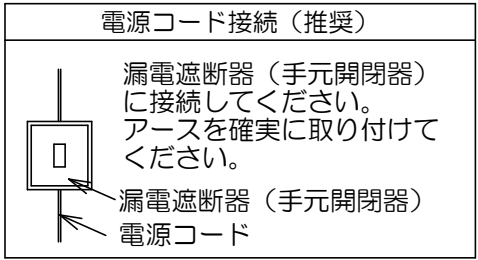 電源コード接続（推奨）
漏電遮断器（手元開閉器）
に接続してください。
アースを確実に取り付けて
ください。
漏電遮断器（手元開閉器）
電源コード